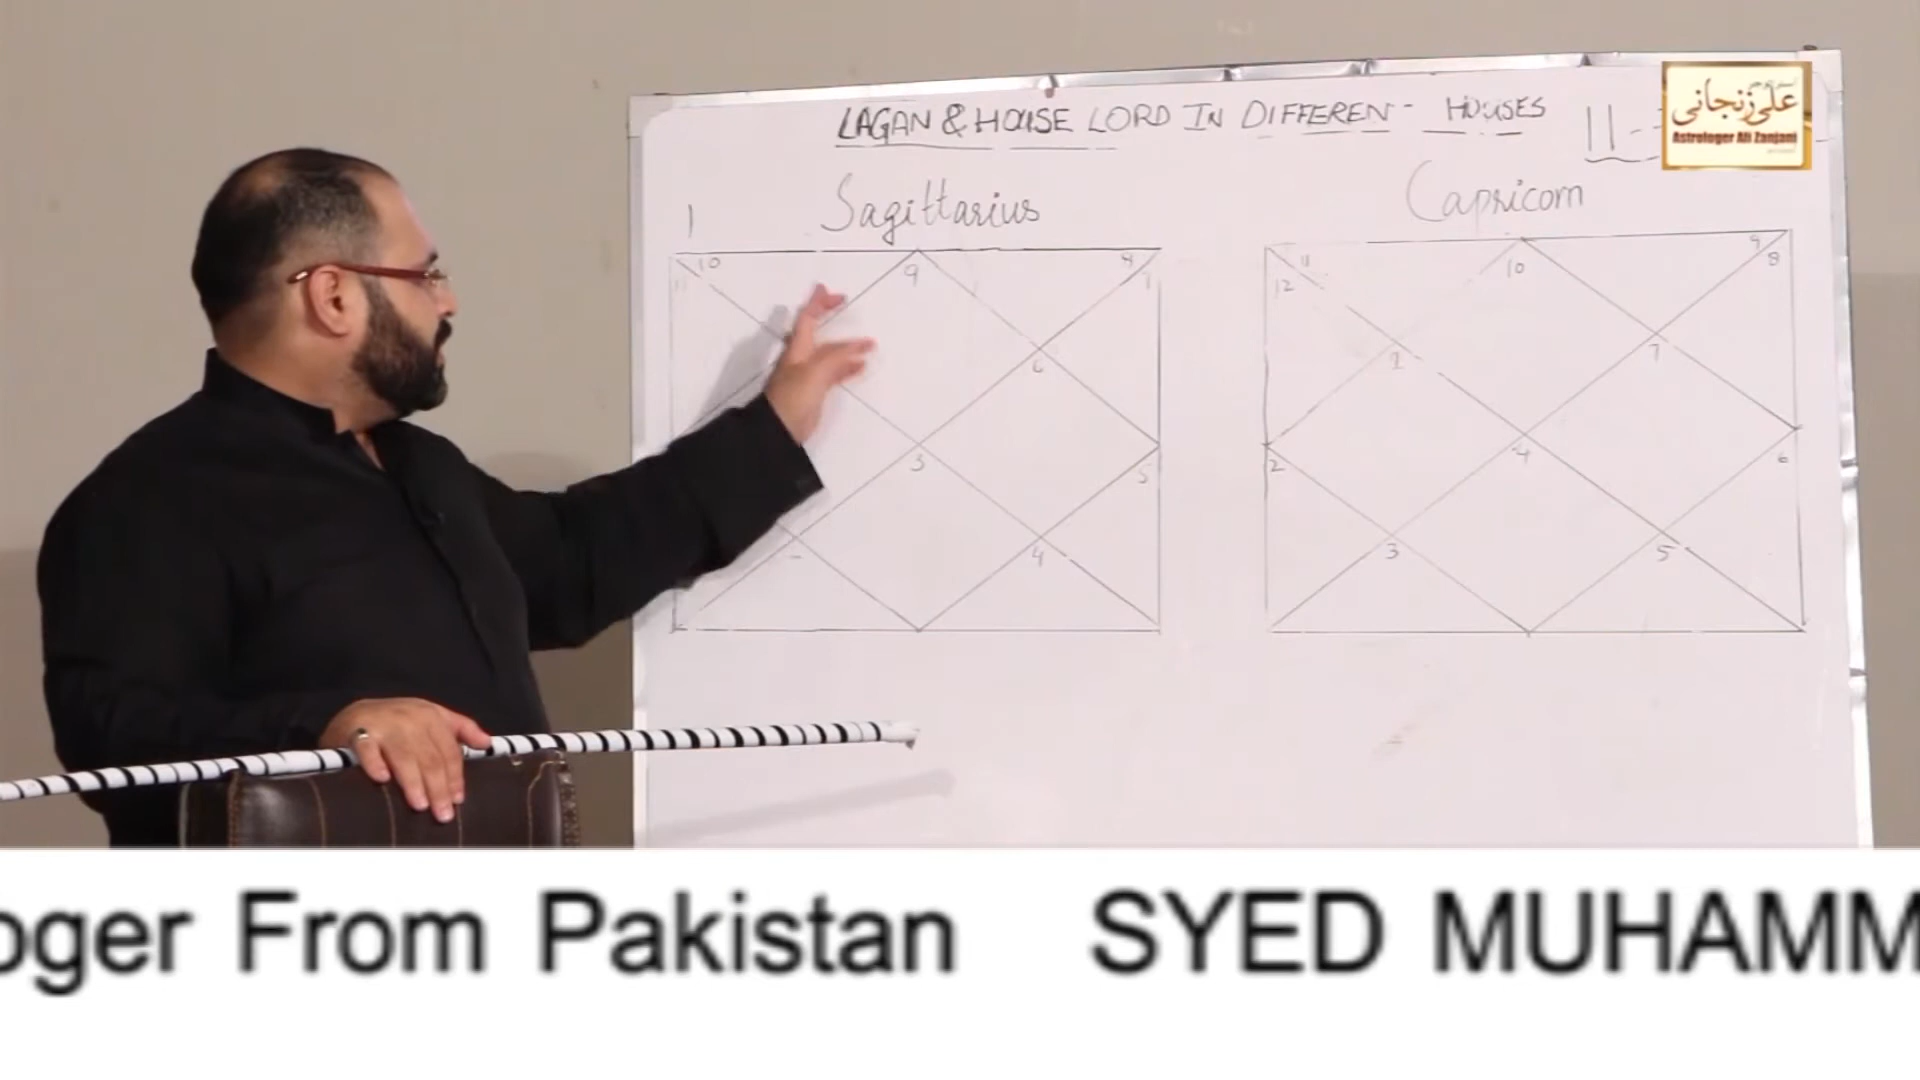 LAGAN & HOUSE LORD IN DIFFEREN- HOUSES 11
علی زنجانی
Astrologer Ali Zanjani
1 Sagittarius
Capricorn
10 9 8
11 7
6
3 5
4
11 10 9
12 8
7
2 4 6
3 5
oger From Pakistan SYED MUHAMM